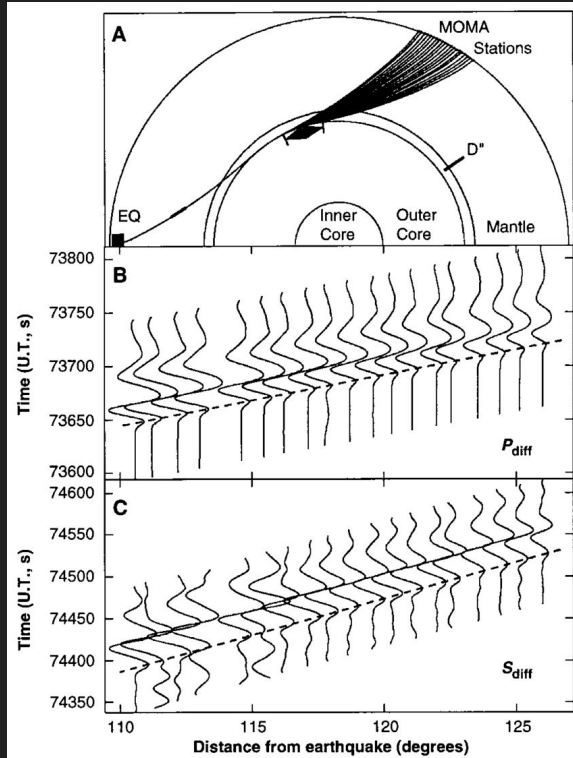 A
MOMA
Stations
D"
EQ
Inner
Core
Outer
Core
Mantle
B
Time (U.T., s)
73800
73750
73700
73650
73600
Pdiff
C
Time (U.T., s)
74600
74550
74500
74450
74400
74350
Sdiff
110
115
120
125
Distance from earthquake (degrees)